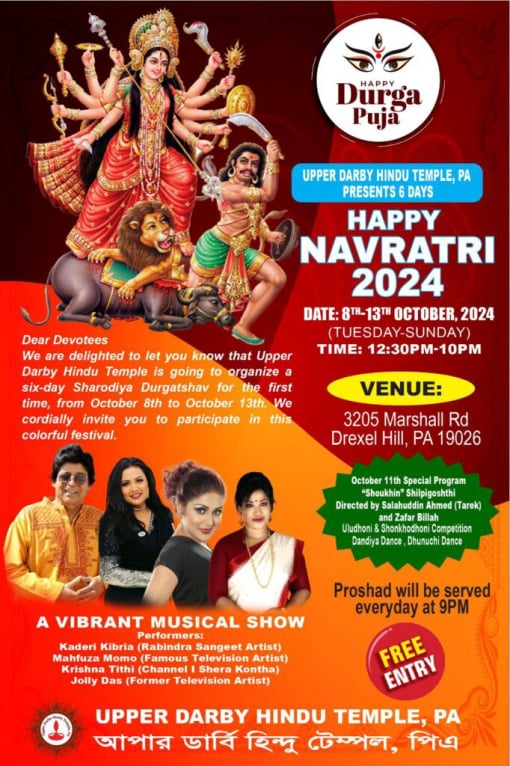 HAPPY
Durga
Puja
UPPER DARBY HINDU TEMPLE, PA
PRESENTS 6 DAYS
HAPPY
NAVRATRI
2024
DATE: 8TH-13TH OCTOBER, 2024
(TUESDAY-SUNDAY)
TIME: 12:30PM-10PM
Dear Devotees
We are delighted to let you know that Upper
Darby Hindu Temple is going to organize a
six-day Sharodiya Durgatshav for the first
time, from October 8th to October 13th. We
cordially invite you to participate in this
colorful festival.
VENUE:
3205 Marshall Rd
Drexel Hill, PA 19026
October 11th Special Program
“Shoukhin” Shilpigoshthi
Directed by Salahuddin Ahmed (Tarek)
and Zafar Billah
Uludhoni & Shonkhodhoni Competition
Dandiya Dance , Dhunuchi Dance
Proshad will be served
everyday at 9PM
A VIBRANT MUSICAL SHOW
Performers:
Kaderi Kibria (Rabindra Sangeet Artist)
Mahfuza Momo (Famous Television Artist)
Krishna Tithi (Channel I Shera Kontha)
Jolly Das (Former Television Artist)
FREE
ENTRY
UPPER DARBY HINDU TEMPLE, PA
আপার ডার্বি হিন্দু টেম্পল, পিএ